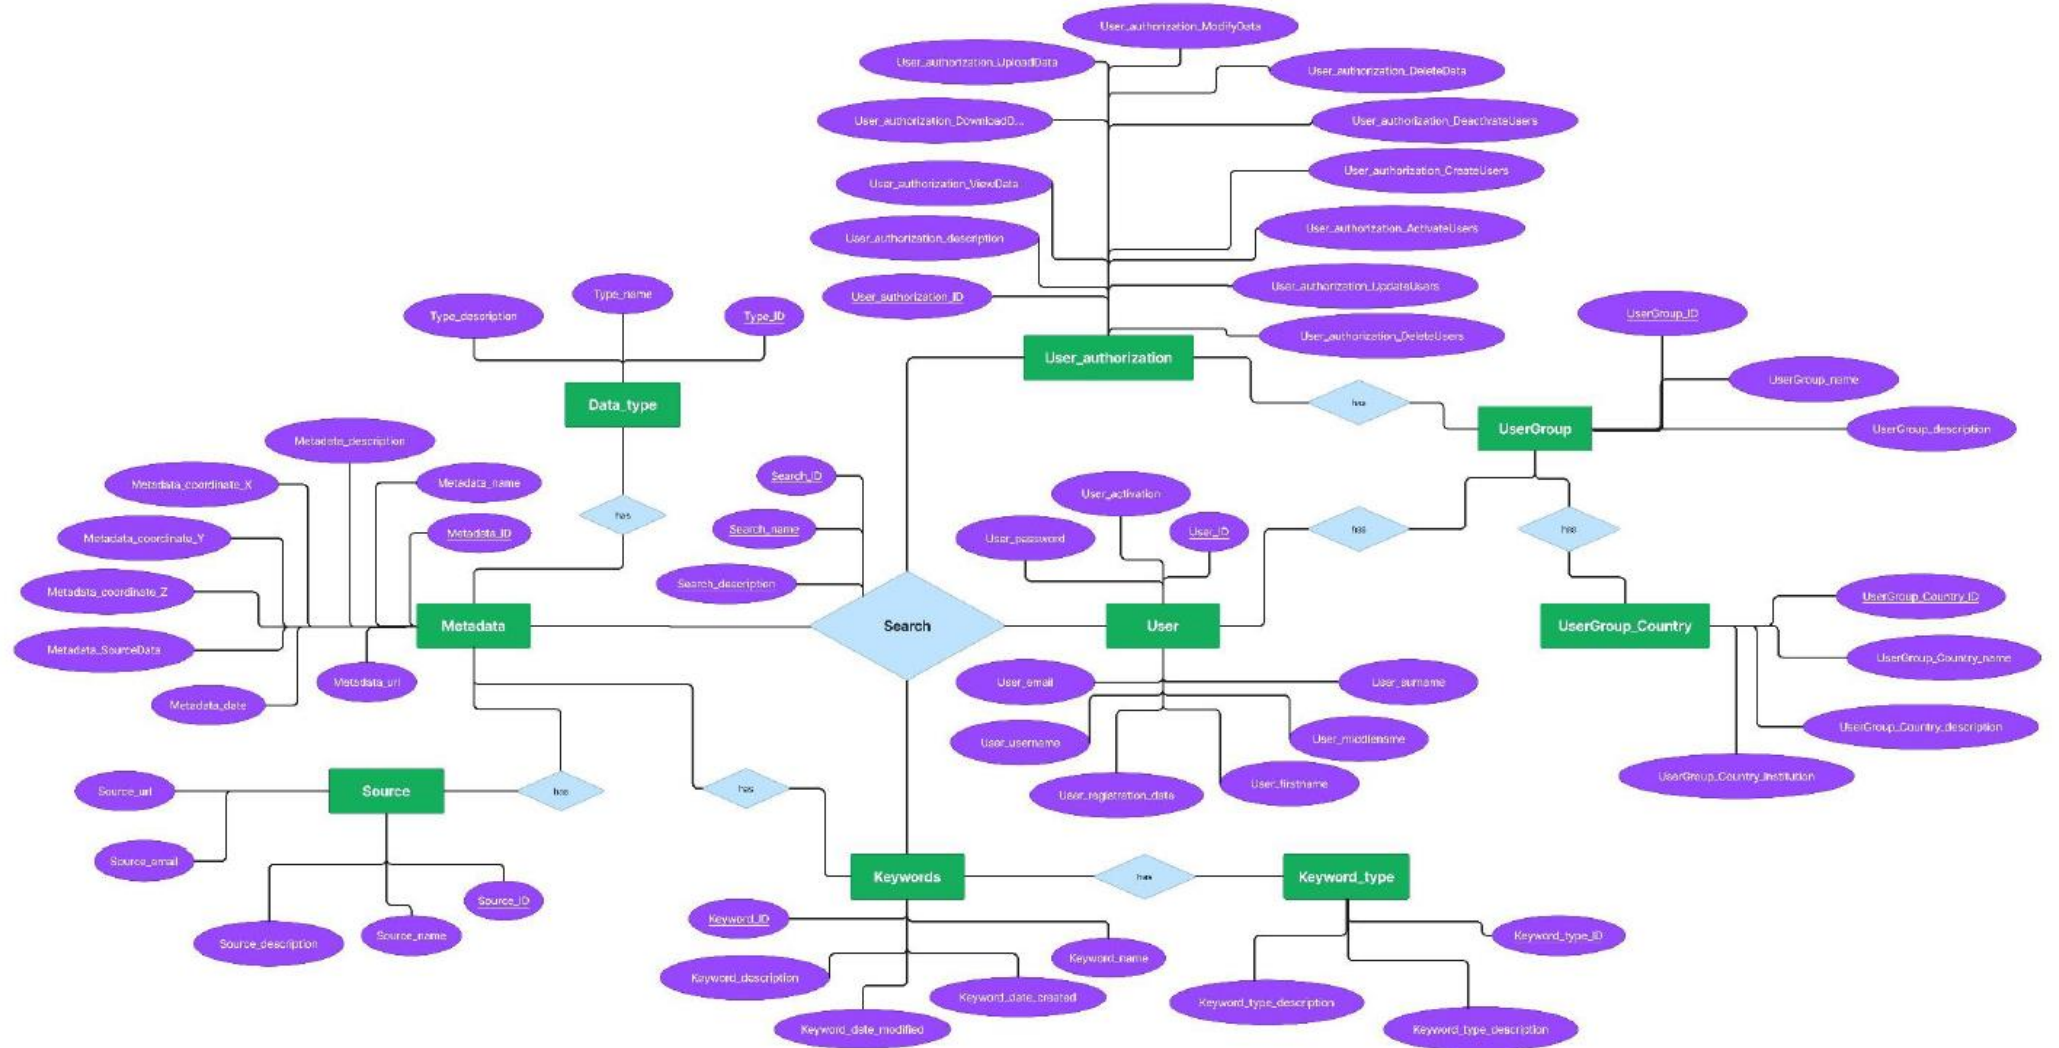 User_authorization_ModifyData
User_authorization_UploadData
User_authorization_DeleteData
User_authorization_DownloadD...
User_authorization_DeactivateUsers
User_authorization_CreateUsers
User_authorization_ViewData
User_authorization_ActivateUsers
User_authorization_description
User_authorization_UpdateUsers
User_authorization_ID
User_authorization_DeleteUsers
User_authorization
Type_name
Type_description
Type_ID
Data_type
UserGroup_ID
UserGroup_name
has
UserGroup
UserGroup_description
Metadata_description
Metadata_coordinate_X
Metadata_name
Metadata_coordinate_Y
Metadata_ID
Metadata_coordinate_Z
Metadata_SourceData
Metadata_date
Metadata_url
Metadata
has
Search_ID
Search_name
Search_description
Search
User_activation
User_password
User_ID
has
has
User
UserGroup_Country
UserGroup_Country_ID
UserGroup_Country_name
UserGroup_Country_description
UserGroup_Country_Institution
User_email
User_surname
User_username
User_middlename
User_registration_date
User_firstname
Source_url
Source
has
has
Source_email
Source_ID
Source_description
Source_name
Keywords
has
Keyword_type
Keyword_ID
Keyword_name
Keyword_description
Keyword_date_created
Keyword_date_modified
Keyword_type_ID
Keyword_type_description
Keyword_type_description